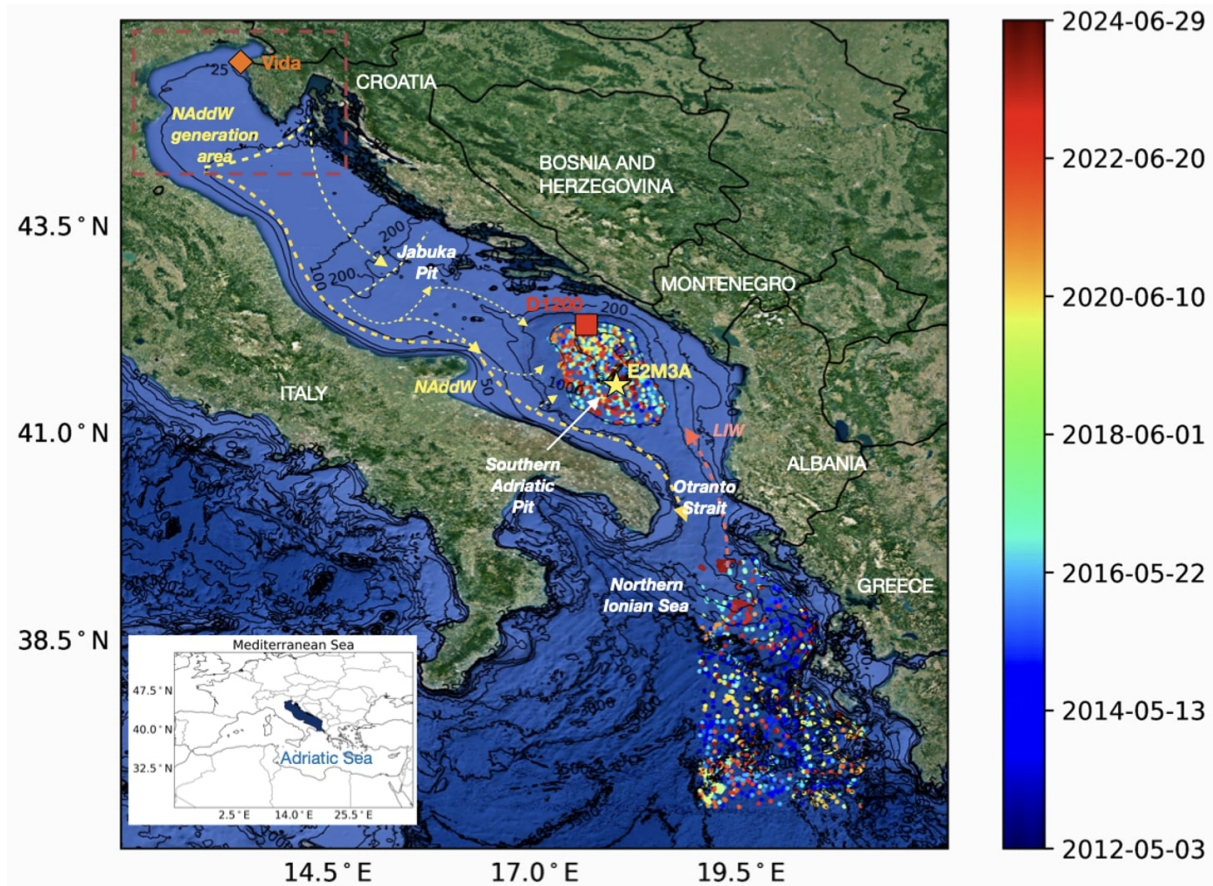 2024-06-29
Vida
25
CROATIA
50
NAddW
generation
area
2022-06-20
BOSNIA AND
HERZEGOVINA
43.5°N
200
Jabuka
Pit
100
200
MONTENEGRO
2020-06-10
D1200
200
E2M3A
NAddW
50
1000
ITALY
50
2018-06-01
41.0°N
LIW
ALBANIA
Southern
Adriatic
Pit
Otranto
Strait
2016-05-22
Northern
Ionian Sea
GREECE
38.5°N
Mediterranean Sea
47.5°N
40.0°N
32.5°N
Adriatic Sea
2.5°E 14.0°E 25.5°E
2014-05-13
2012-05-03
14.5°E 17.0°E 19.5°E